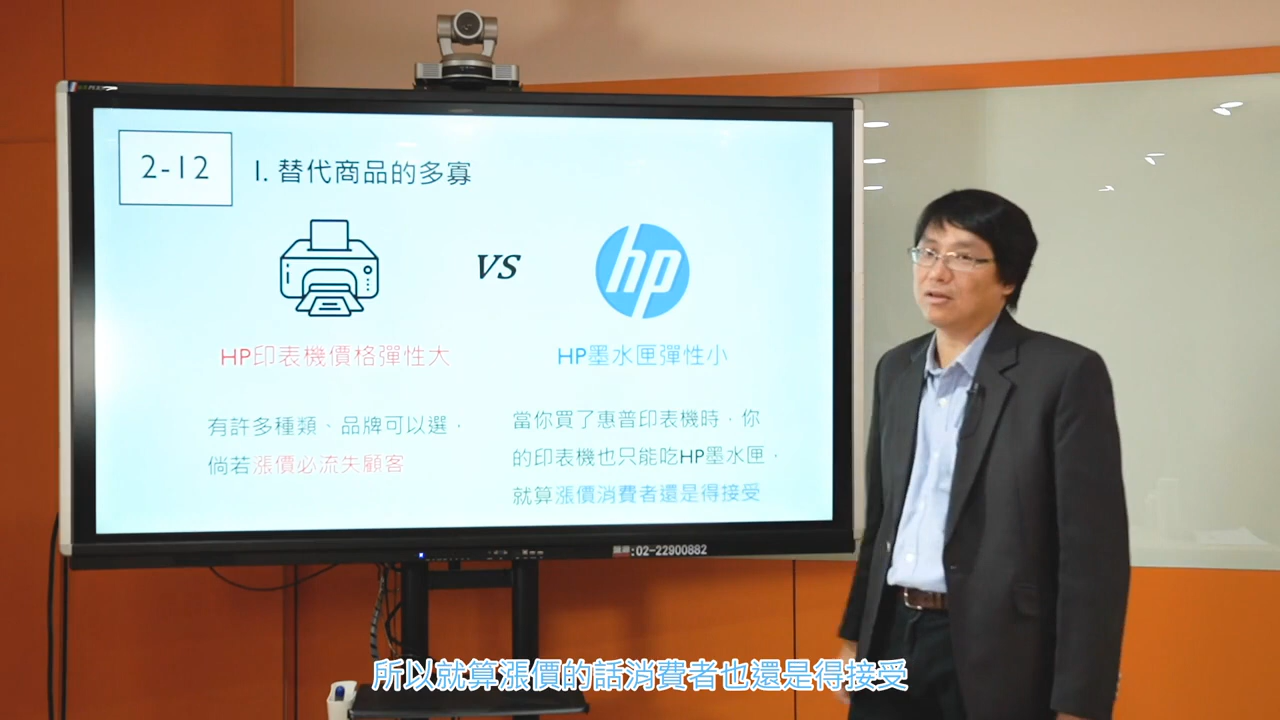 2-12
1. 替代商品的多寡
vs
hp
HP印表機價格彈性大
HP墨水匣彈性小
有許多種類、品牌可以選，
倘若漲價必流失顧客
當你買了惠普印表機時，你
的印表機也只能吃HP墨水匣，
就算漲價消費者還是得接受
:02-22900882
所以就算漲價的話消費者也還是得接受